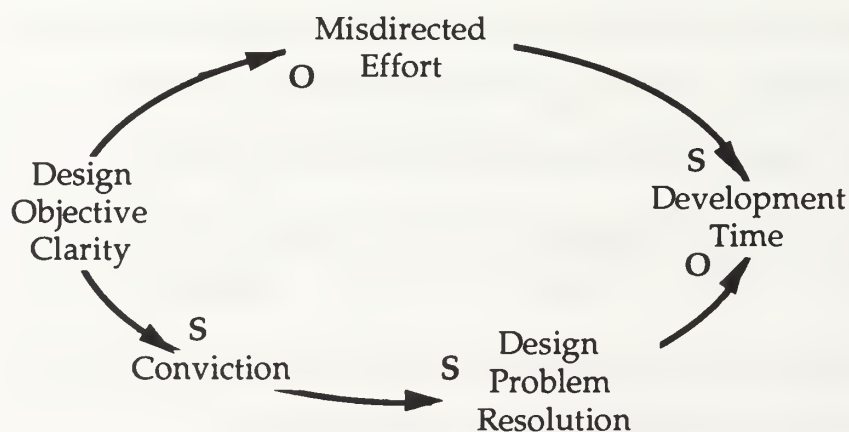 Misdirected
Effort
O
S
Design
Objective
Clarity
Development
Time
O
S
Conviction
S
Design
Problem
Resolution